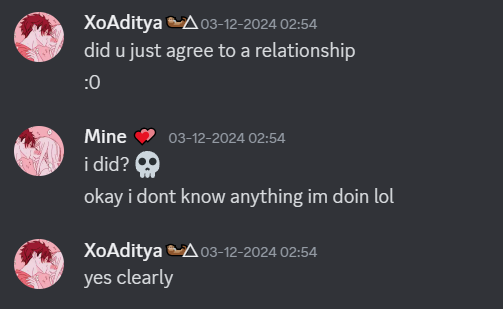 XoAditya 03-12-2024 02:54
did u just agree to a relationship
:0
Mine 💕 03-12-2024 02:54
i did? 💀
okay i dont know anything im doin lol
XoAditya 03-12-2024 02:54
yes clearly